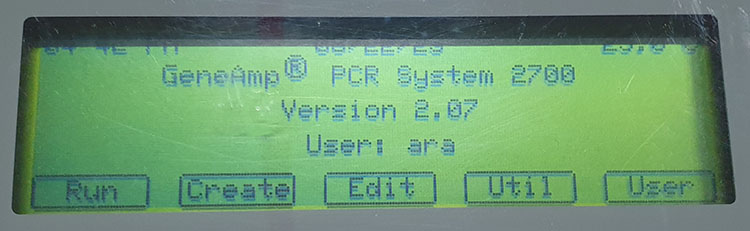 GeneAmp® PCR System 2700
Version 2.07
User: ara
Run Create Edit Util User